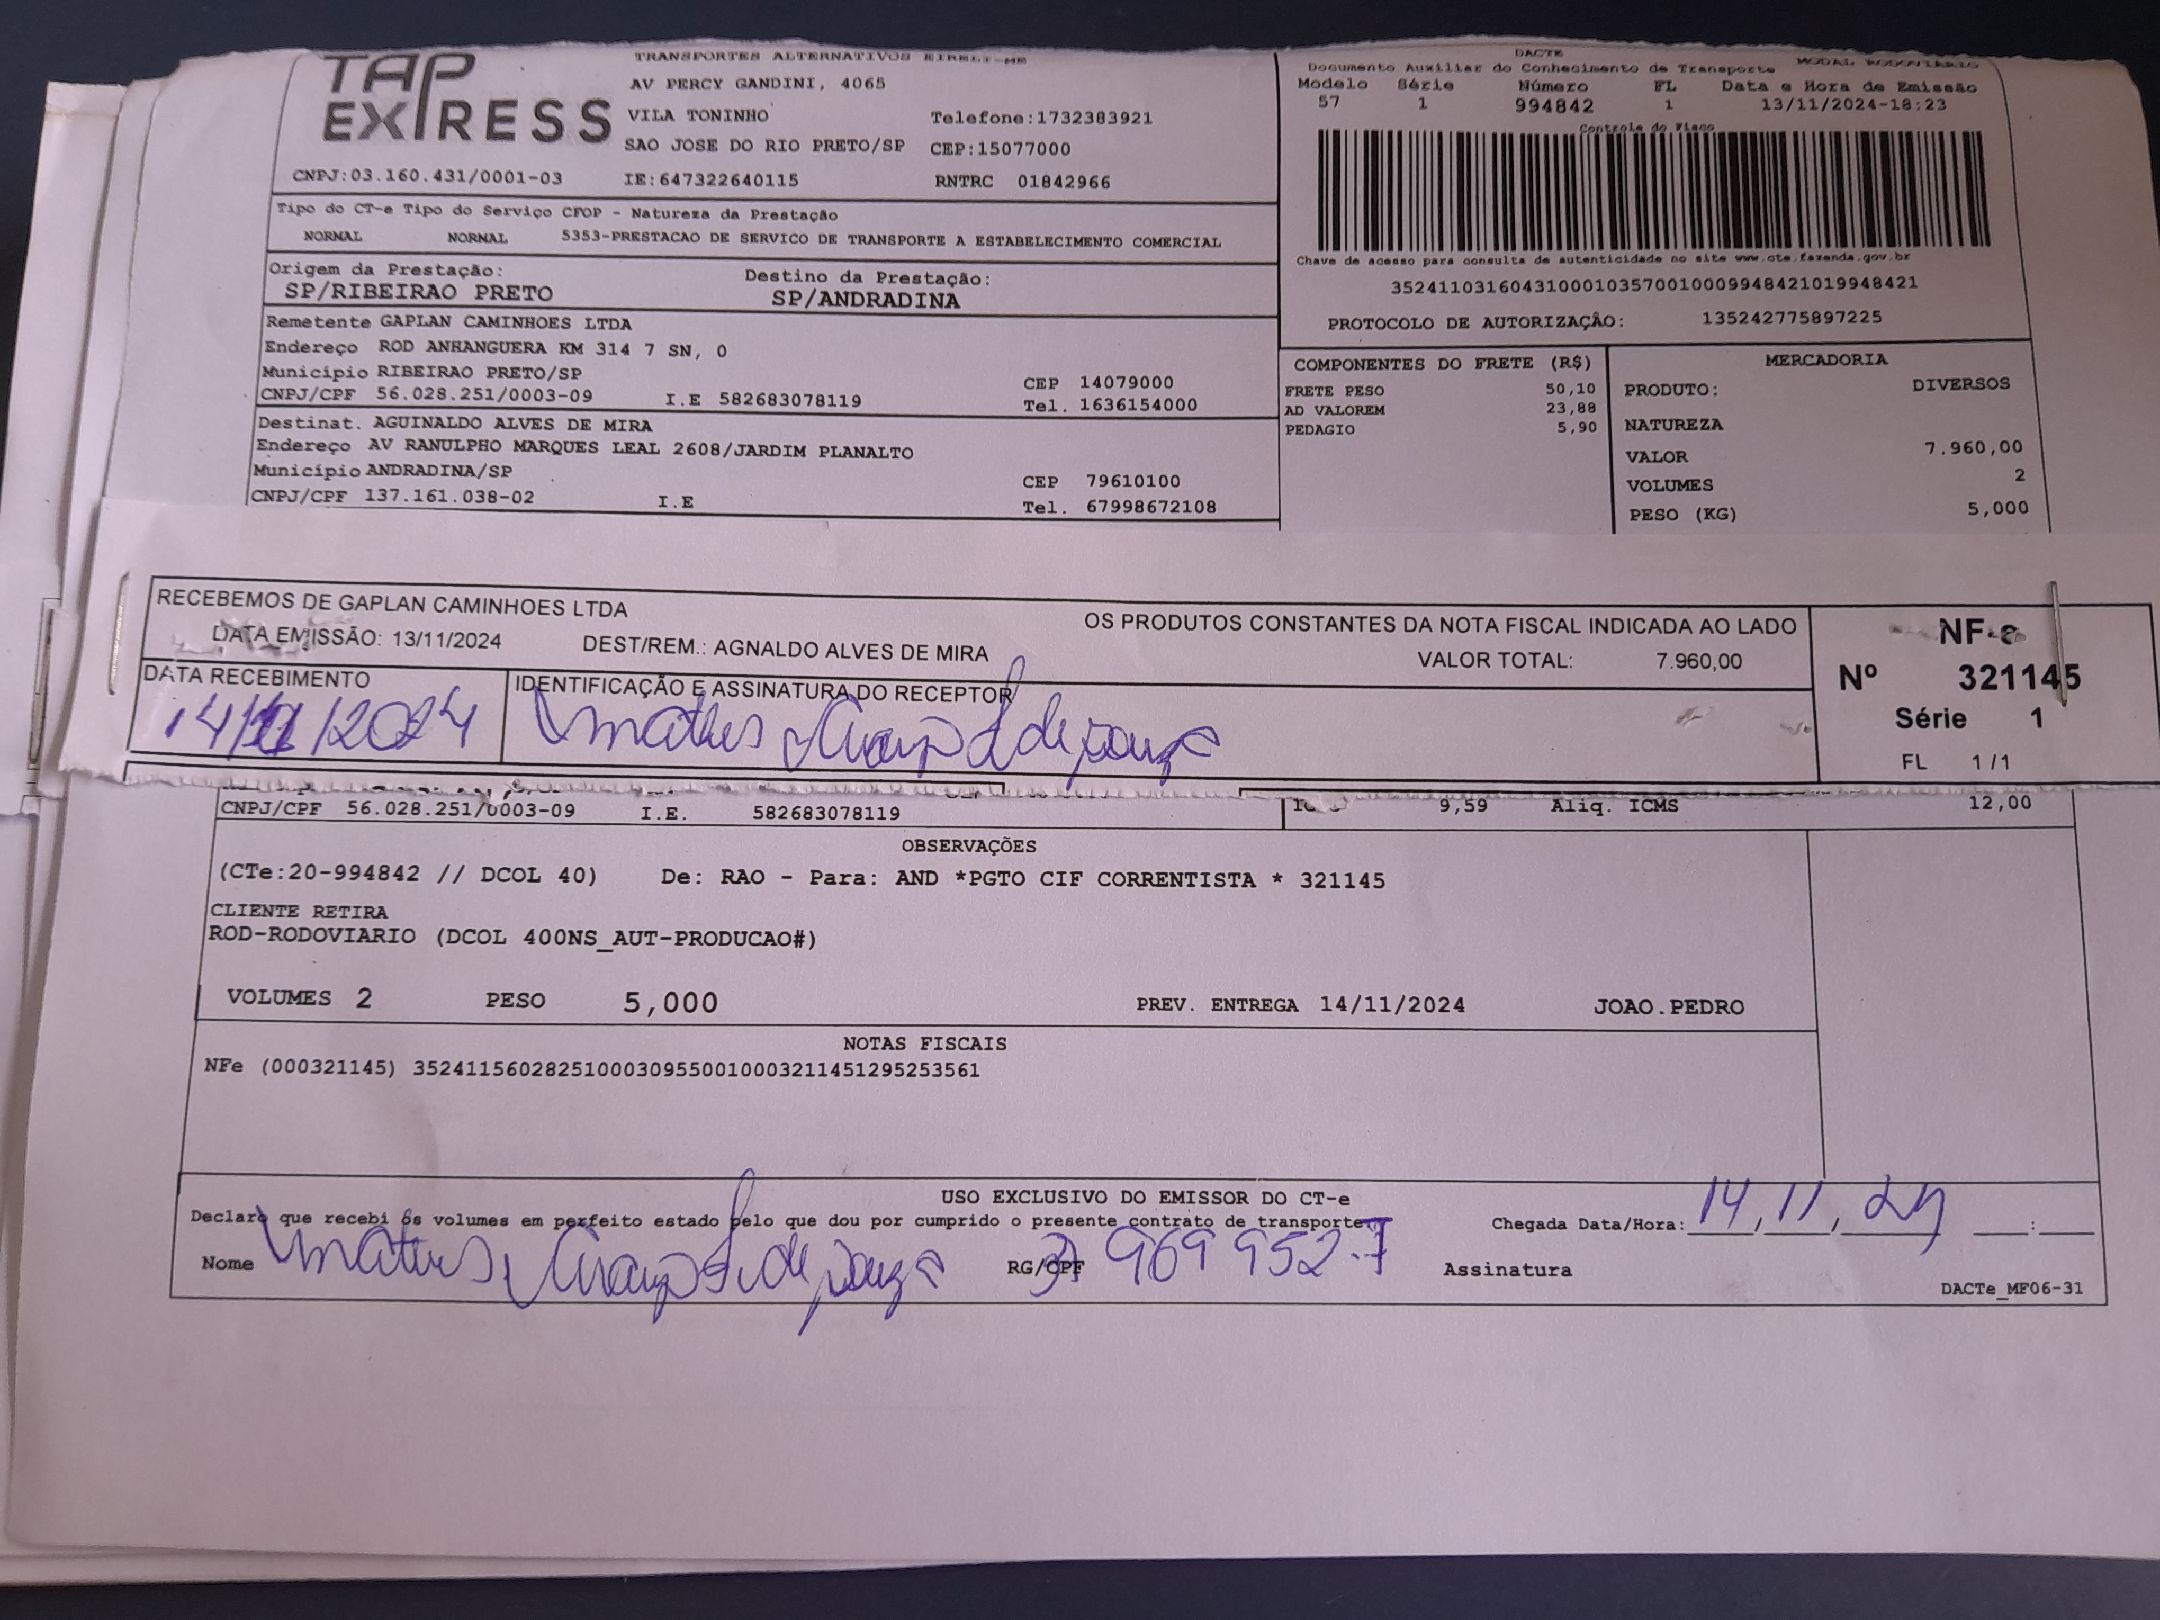 TAP EXPRESS
TRANSPORTES ALTERNATIVOS EIRELI-ME
AV PERCY GANDINI, 4065
VILA TONINHO Telefone:1732383921
SAO JOSE DO RIO PRETO/SP CEP:15077000
CNPJ:03.160.431/0001-03 IE:647322640115 RNTRC 01842966
DACTE
Documento Auxiliar do Conhecimento de Transporte MODAL RODOVIARIO
Modelo Série Número FL Data e Hora de Emissão
57 1 994842 1 13/11/2024-18:23
Controle do Fisco
Chave de acesso para consulta de autenticidade no site www.cte.fazenda.gov.br
35241103160431000103570010009948421019948421
PROTOCOLO DE AUTORIZAÇÃO: 135242775897225
Tipo do CT-e Tipo do Serviço CFOP - Natureza da Prestação
NORMAL NORMAL 5353-PRESTACAO DE SERVICO DE TRANSPORTE A ESTABELECIMENTO COMERCIAL
Origem da Prestação: Destino da Prestação:
SP/RIBEIRAO PRETO SP/ANDRADINA
Remetente GAPLAN CAMINHOES LTDA
Endereço ROD ANHANGUERA KM 314 7 SN, 0
Município RIBEIRAO PRETO/SP CEP 14079000
CNPJ/CPF 56.028.251/0003-09 I.E 582683078119 Tel. 1636154000
Destinat. AGUINALDO ALVES DE MIRA
Endereço AV RANULPHO MARQUES LEAL 2608/JARDIM PLANALTO
Município ANDRADINA/SP CEP 79610100
CNPJ/CPF 137.161.038-02 I.E Tel. 67998672108
COMPONENTES DO FRETE (R$)
FRETE PESO 50,10
AD VALOREM 23,88
PEDAGIO 5,90
MERCADORIA
PRODUTO: DIVERSOS
NATUREZA
VALOR 7.960,00
VOLUMES 2
PESO (KG) 5,000
RECEBEMOS DE GAPLAN CAMINHOES LTDA OS PRODUTOS CONSTANTES DA NOTA FISCAL INDICADA AO LADO
DATA EMISSÃO: 13/11/2024 DEST/REM.: AGNALDO ALVES DE MIRA VALOR TOTAL: 7.960,00
DATA RECEBIMENTO IDENTIFICAÇÃO E ASSINATURA DO RECEPTOR
14/11/2024 Mateus de Souza
NF-e
Nº 321145
Série 1
FL 1/1
CNPJ/CPF 56.028.251/0003-09 I.E. 582683078119 9,59 Aliq. ICMS 12,00
OBSERVAÇÕES
(CTe:20-994842 // DCOL 40) De: RAO - Para: AND *PGTO CIF CORRENTISTA * 321145
CLIENTE RETIRA
ROD-RODOVIARIO (DCOL 400NS_AUT-PRODUCAO#)
VOLUMES 2 PESO 5,000 PREV. ENTREGA 14/11/2024 JOAO.PEDRO
NOTAS FISCAIS
NFe (000321145) 35241156028251000309550010003211451295253561
USO EXCLUSIVO DO EMISSOR DO CT-e
Declaro que recebi os volumes em perfeito estado pelo que dou por cumprido o presente contrato de transporte. Chegada Data/Hora: 14,11,24 :
Nome Mateus de Souza RG/CPF 969952-7 Assinatura
DACTe_MF06-31